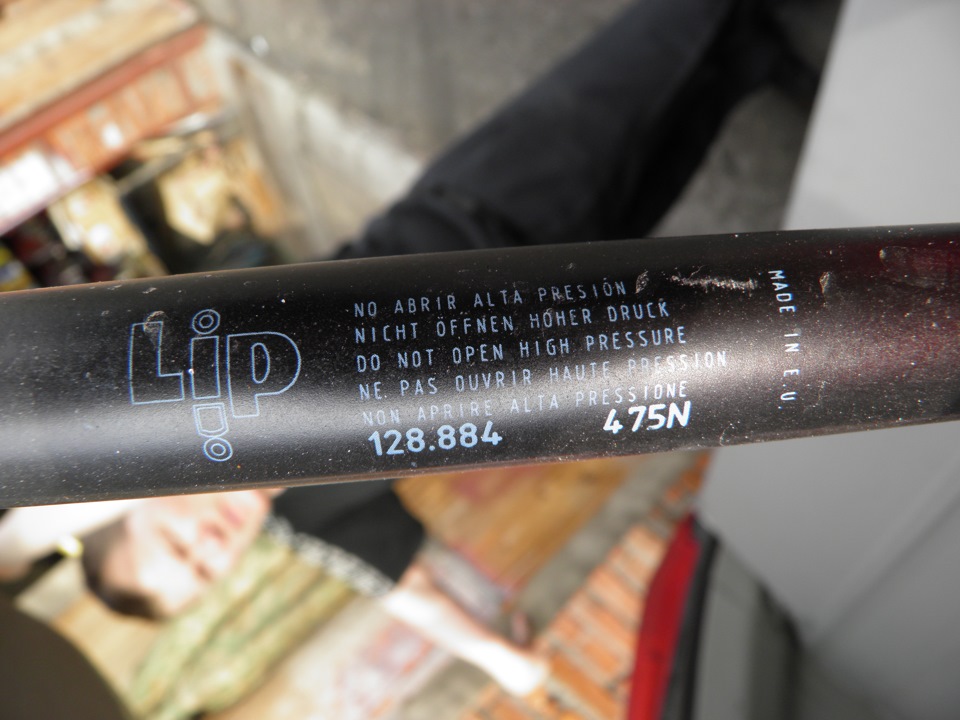 Lip
NO ABRIR ALTA PRESIÓN
NICHT ÖFFNEN, HOHER DRUCK
DO NOT OPEN HIGH PRESSURE
NE PAS OUVRIR HAUTE PRESSION
NON APRIRE ALTA PRESSIONE
128.884 475N
MADE IN E.U.